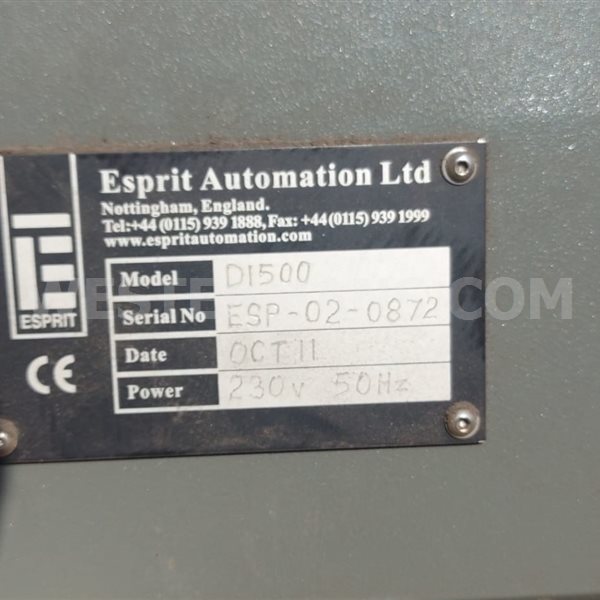 Esprit Automation Ltd
Nottingham, England.
Tel:+44 (0115) 939 1888, Fax: +44 (0115) 939 1999
www.espritautomation.com
Model D1500
Serial No ESP-02-0872
Date OCT 11
Power 230v 50Hz
ESPRIT
CE